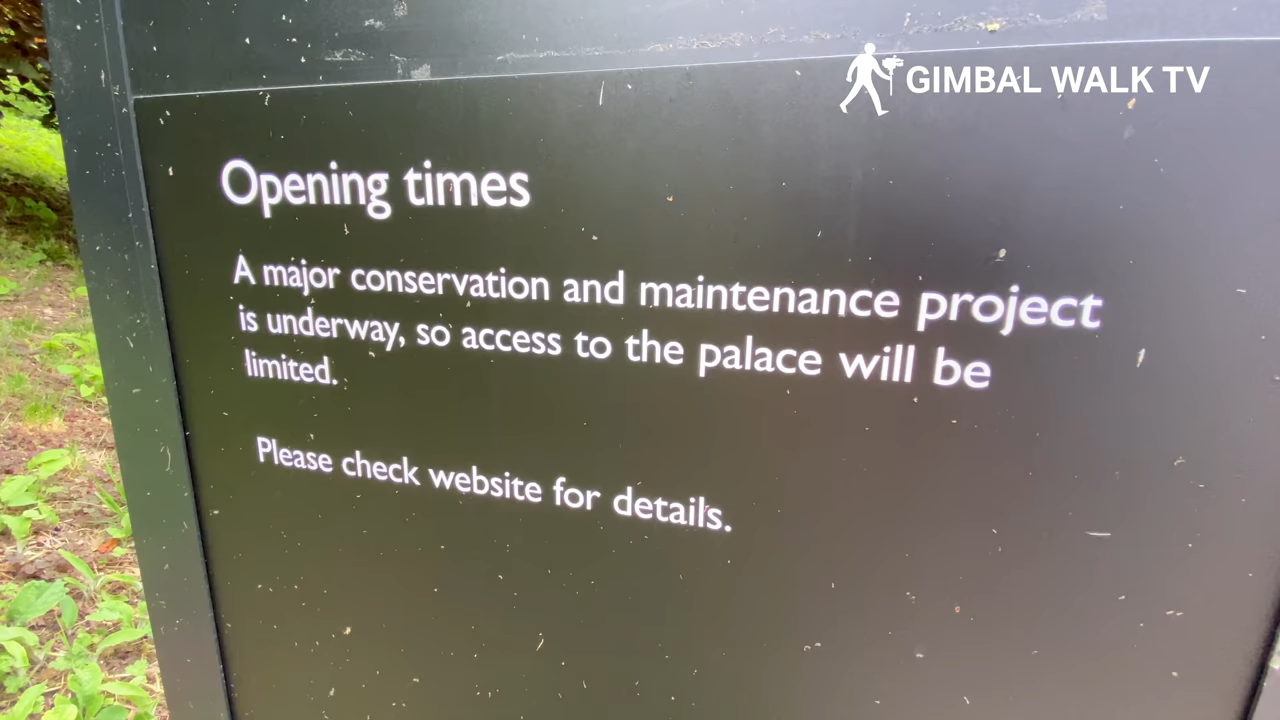 GIMBAL WALK TV
Opening times
A major conservation and maintenance project
is underway, so access to the palace will be
limited.
Please check website for details.